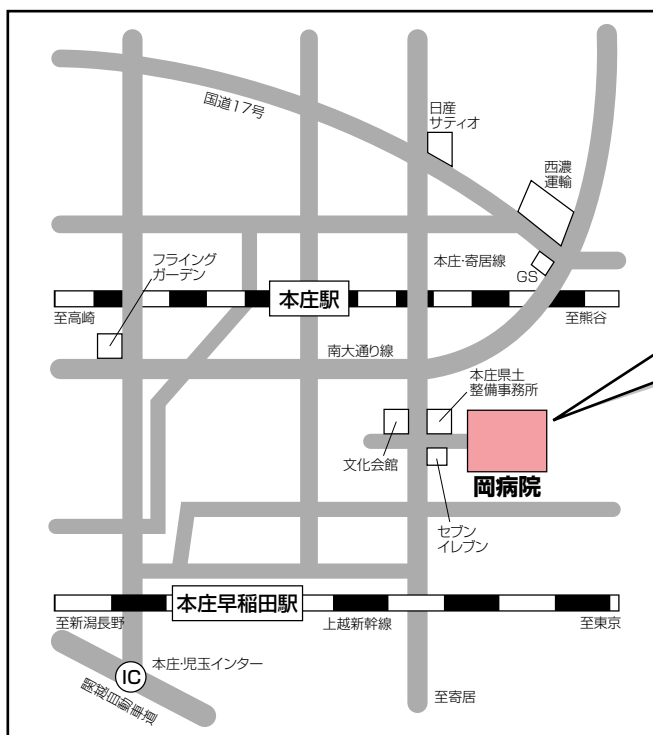 国道17号
日産
サティオ
西濃
運輸
フライング
ガーデン
本庄・寄居線
GS
本庄駅
至高崎
至熊谷
南大通り線
本庄県土
整備事務所
文化会館
岡病院
セブン
イレブン
本庄早稲田駅
至新潟長野
上越新幹線
至東京
本庄・児玉インター
IC
関越自動車道
至寄居